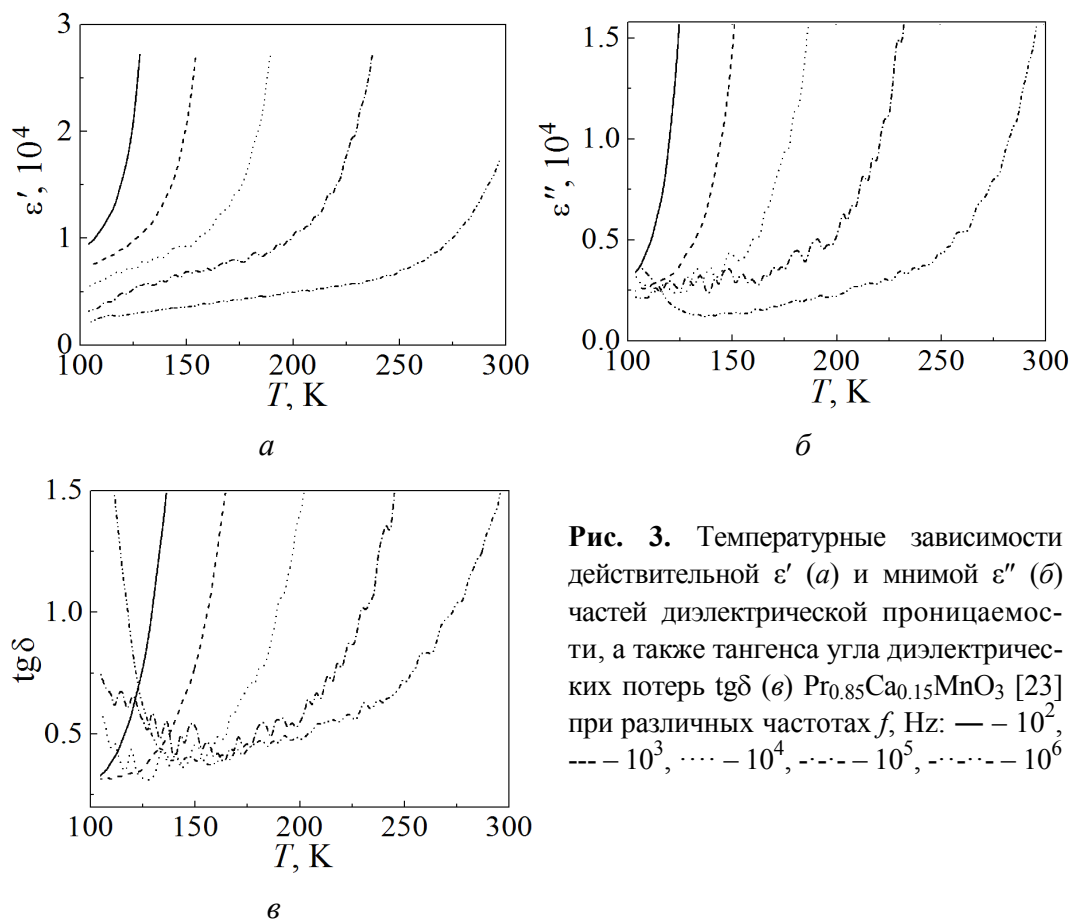 3
2
1
0
ε′, 10⁴
100 150 200 250 300
T, K
а
1.5
1.0
0.5
0.0
ε″, 10⁴
100 150 200 250 300
T, K
б
1.5
1.0
0.5
tgδ
100 150 200 250 300
T, K
в
Рис. 3. Температурные зависимости
действительной ε′ (а) и мнимой ε″ (б)
частей диэлектрической проницаемос-
ти, а также тангенса угла диэлектричес-
ких потерь tgδ (в) Pr₀.₈₅Ca₀.₁₅MnO₃ [23]
при различных частотах f, Hz: — – 10²,
--- – 10³, ···· – 10⁴, -·-·- – 10⁵, -··-··- – 10⁶